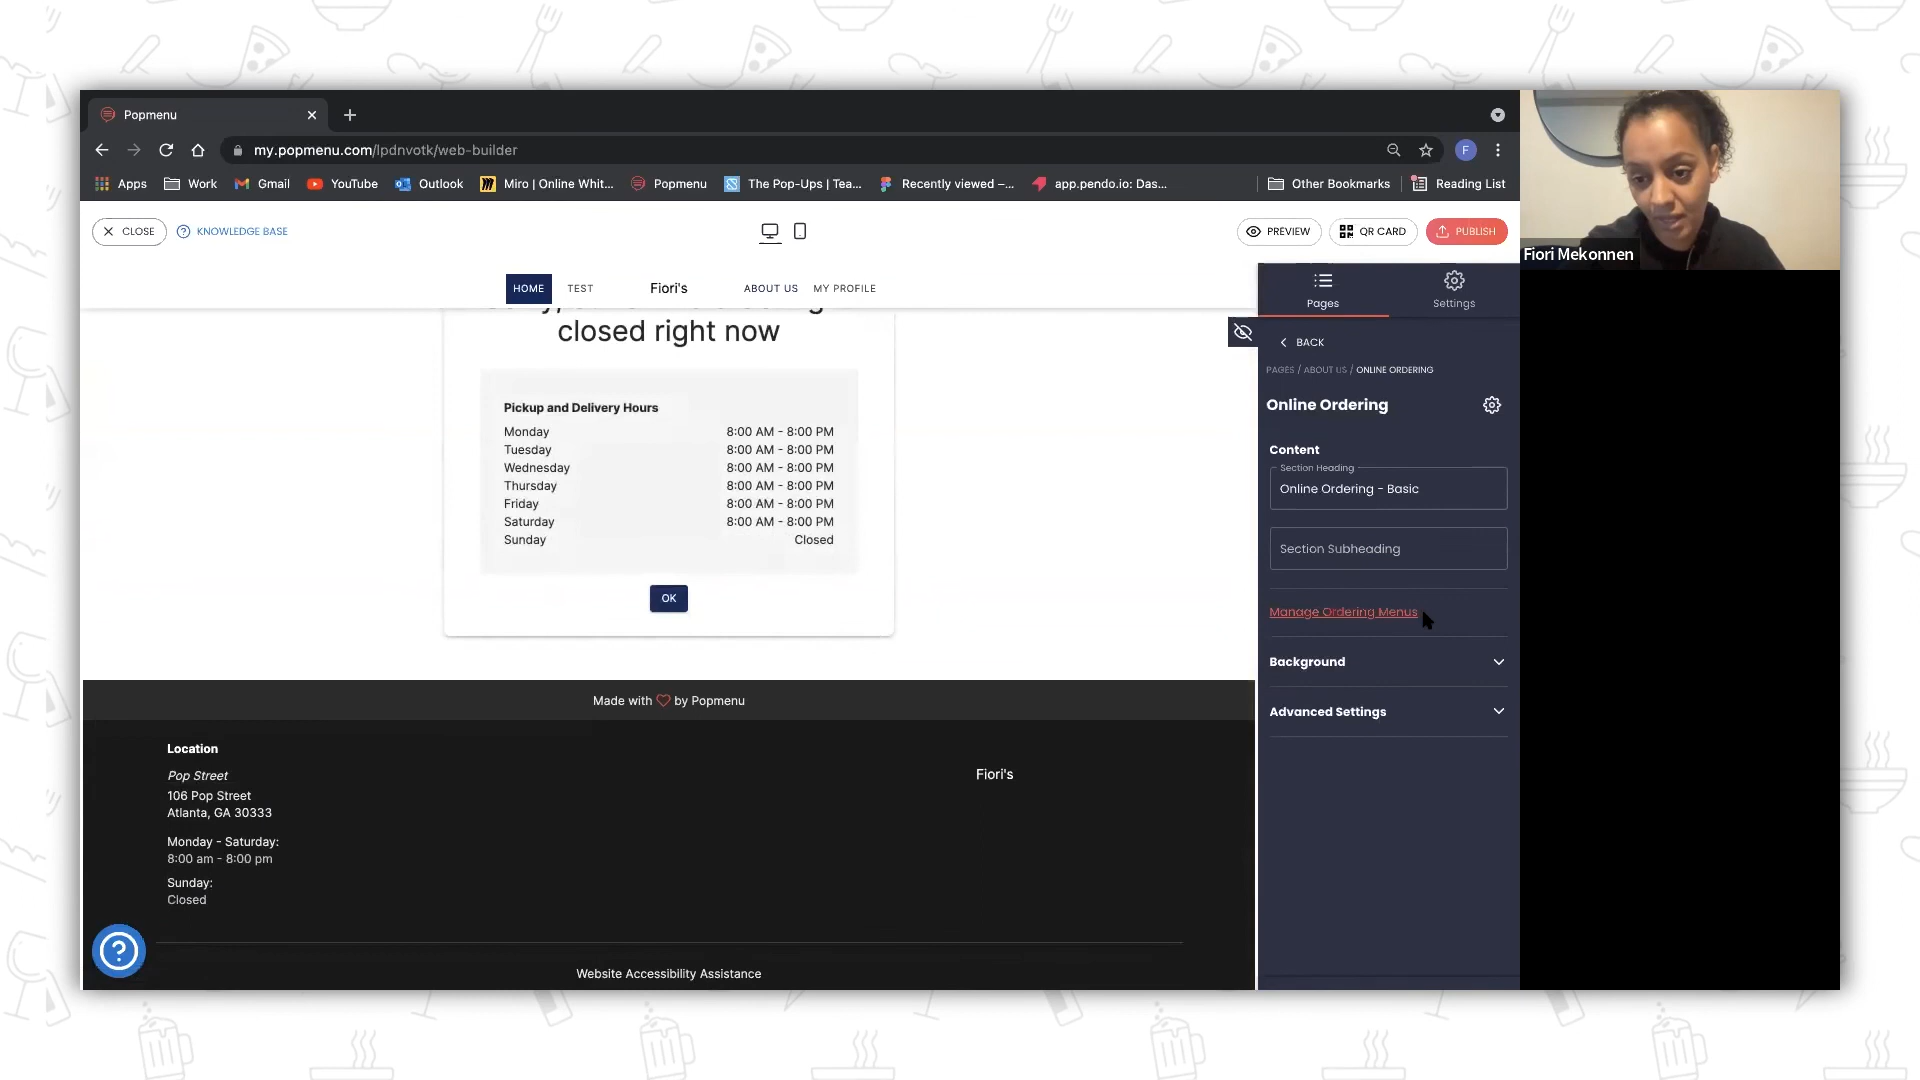 Popmenu
my.popmenu.com/lpdnvotk/web-builder
F
Apps Work Gmail YouTube Outlook Miro | Online Whit... Popmenu The Pop-Ups | Tea... Recently viewed –... app.pendo.io: Das... Other Bookmarks Reading List
CLOSE KNOWLEDGE BASE PREVIEW QR CARD PUBLISH
HOME TEST Fiori's ABOUT US MY PROFILE
closed right now
Pickup and Delivery Hours
Monday 8:00 AM - 8:00 PM
Tuesday 8:00 AM - 8:00 PM
Wednesday 8:00 AM - 8:00 PM
Thursday 8:00 AM - 8:00 PM
Friday 8:00 AM - 8:00 PM
Saturday 8:00 AM - 8:00 PM
Sunday Closed
OK
Made with by Popmenu
Location
Pop Street
106 Pop Street
Atlanta, GA 30333
Monday - Saturday:
8:00 am - 8:00 pm
Sunday:
Closed
Fiori's
Website Accessibility Assistance
Pages Settings
BACK
PAGES / ABOUT US / ONLINE ORDERING
Online Ordering
Content
Section Heading
Online Ordering - Basic
Section Subheading
Manage Ordering Menus
Background
Advanced Settings
Fiori Mekonnen